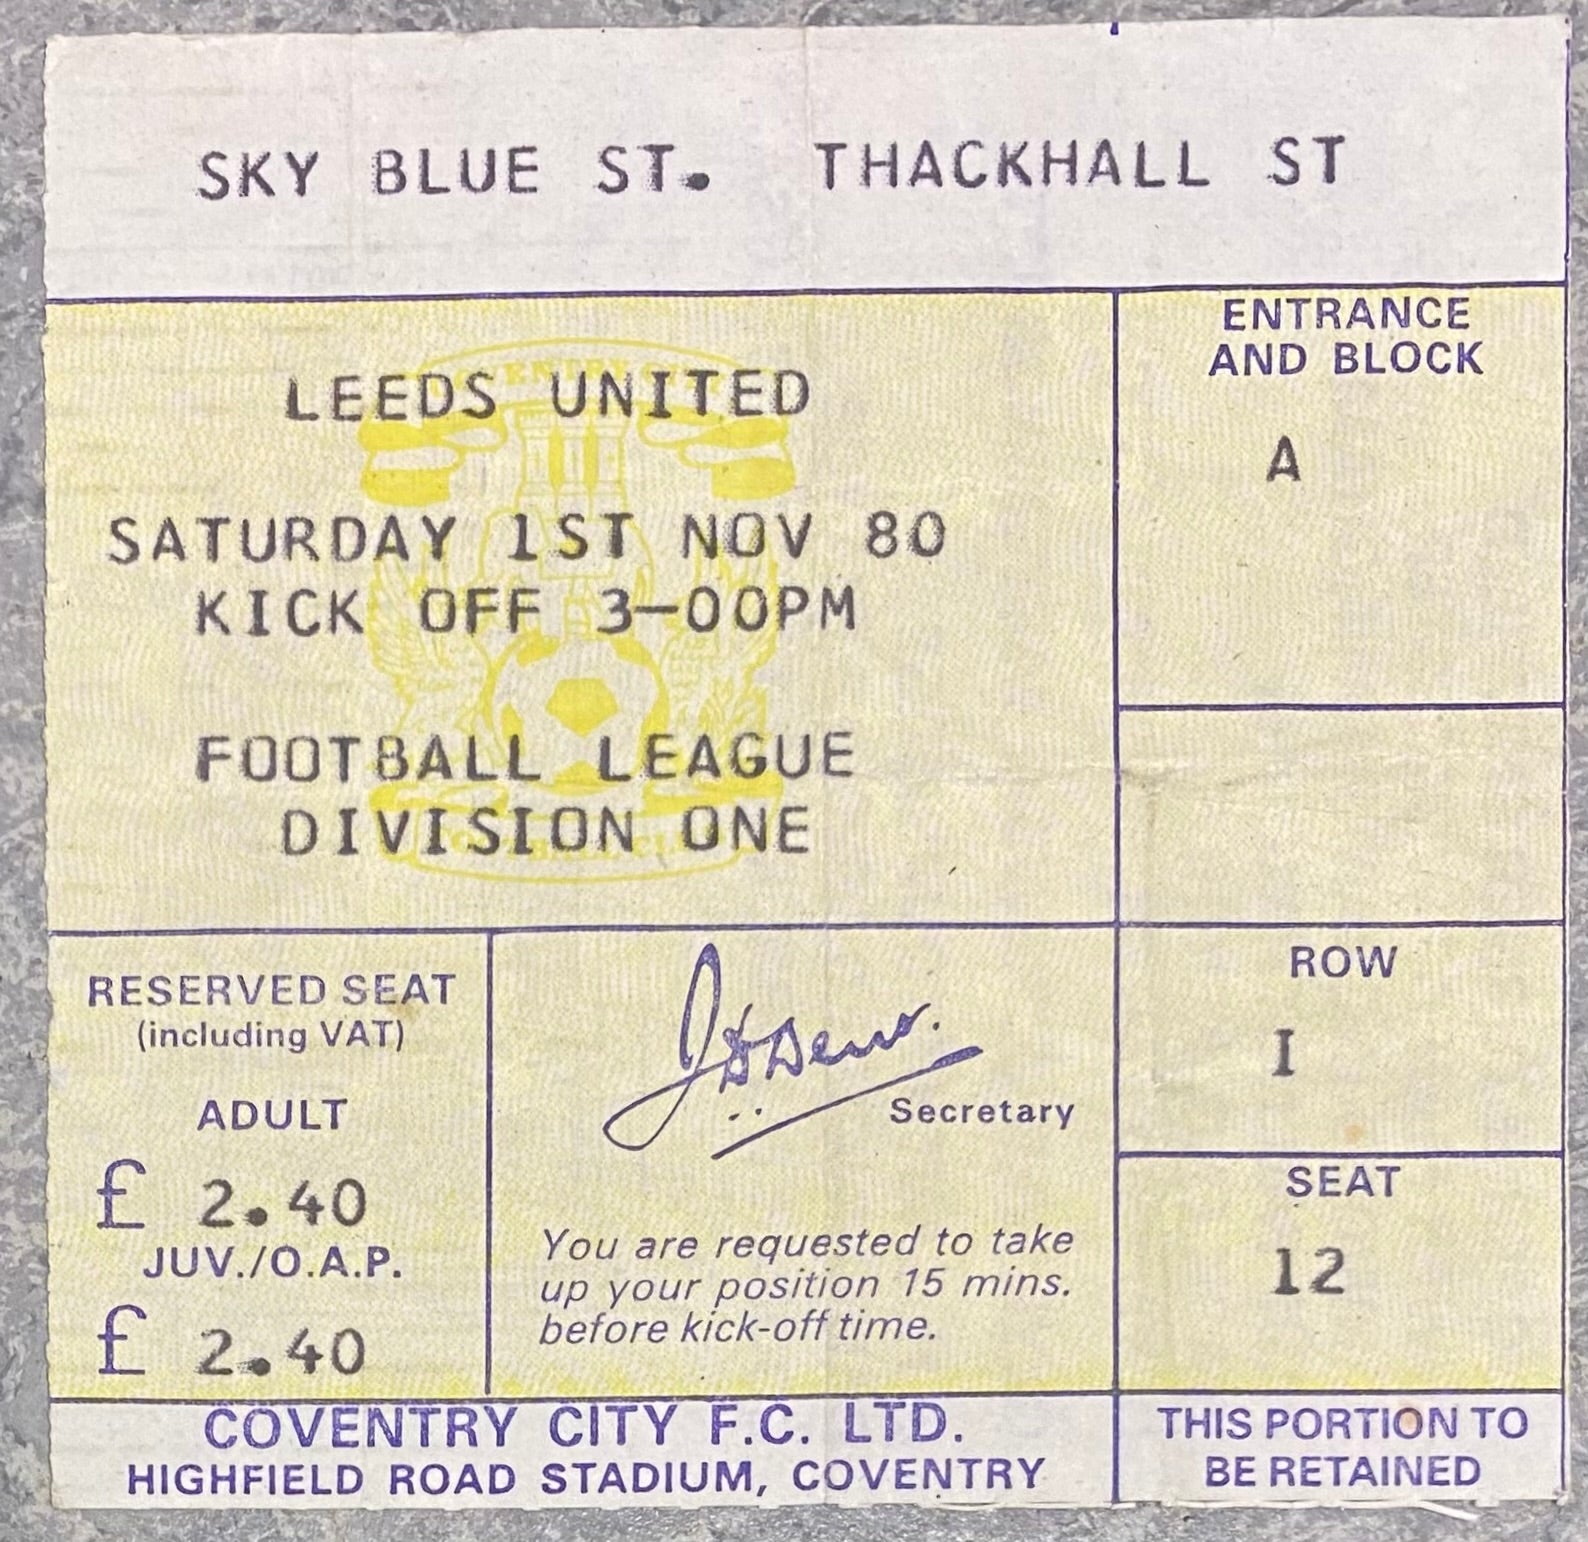 SKY BLUE ST. THACKHALL ST
ENTRANCE
AND BLOCK
A
LEEDS UNITED
SATURDAY 1ST NOV 80
KICK OFF 3-00PM
FOOTBALL LEAGUE
DIVISION ONE
RESERVED SEAT
(including VAT)
ADULT
£ 2.40
JUV./O.A.P.
£ 2.40
Secretary
You are requested to take
up your position 15 mins.
before kick-off time.
ROW
I
SEAT
12
COVENTRY CITY F.C. LTD.
HIGHFIELD ROAD STADIUM, COVENTRY
THIS PORTION TO
BE RETAINED